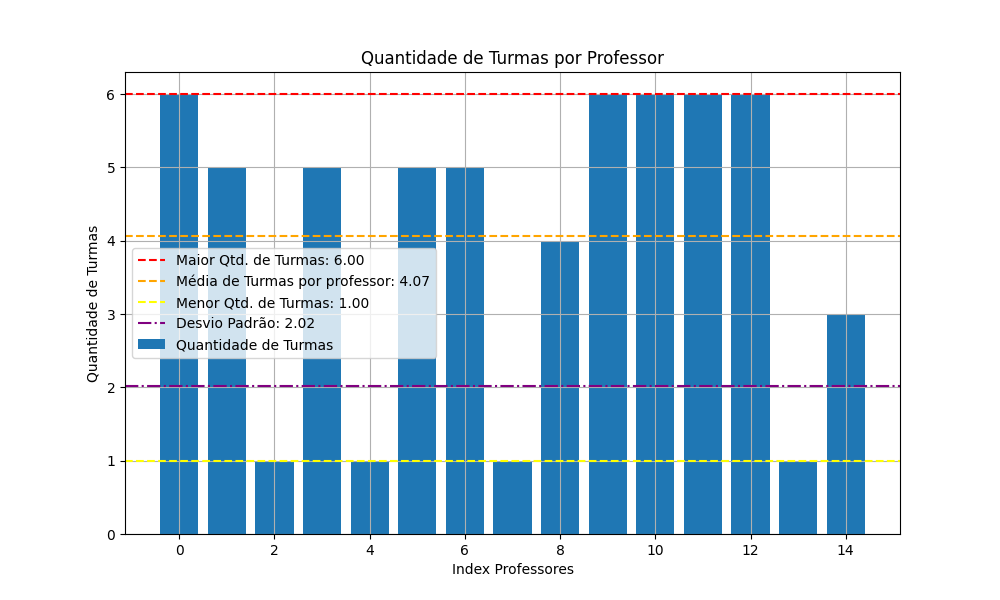 Quantidade de Turmas por Professor
Quantidade de Turmas
6
5
4
3
2
1
0
Maior Qtd. de Turmas: 6.00
Média de Turmas por professor: 4.07
Menor Qtd. de Turmas: 1.00
Desvio Padrão: 2.02
Quantidade de Turmas
0 2 4 6 8 10 12 14
Index Professores